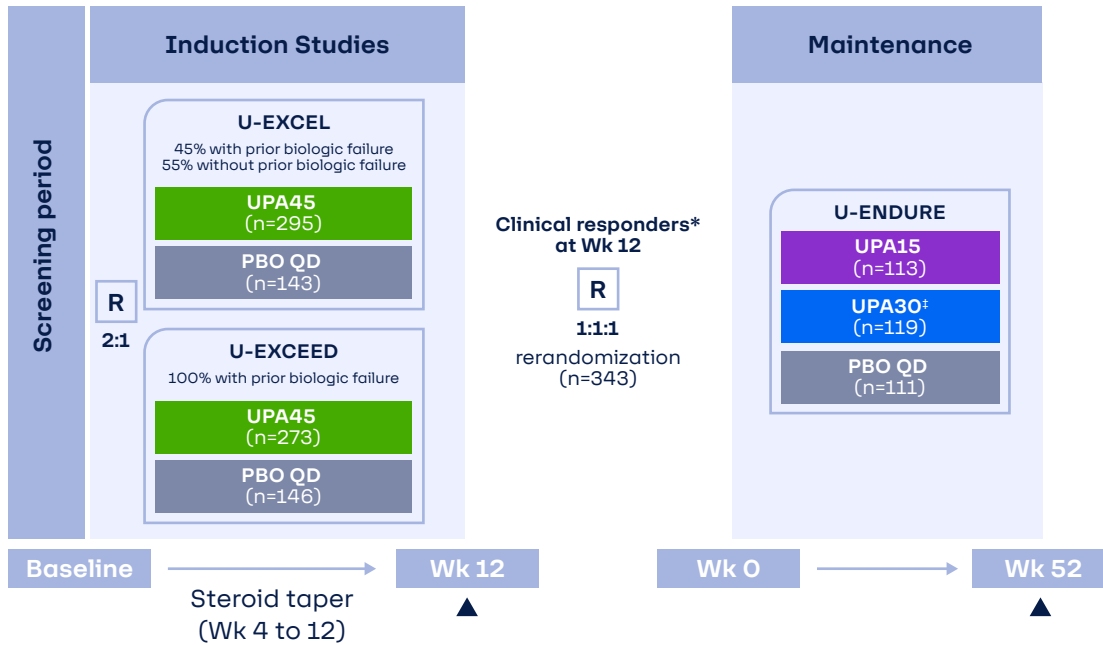 Screening period
Induction Studies
U-EXCEL
45% with prior biologic failure
55% without prior biologic failure
UPA45
(n=295)
PBO QD
(n=143)
R
2:1
U-EXCEED
100% with prior biologic failure
UPA45
(n=273)
PBO QD
(n=146)
Clinical responders*
at Wk 12
R
1:1:1
rerandomization
(n=343)
Maintenance
U-ENDURE
UPA15
(n=113)
UPA30‡
(n=119)
PBO QD
(n=111)
Baseline
Steroid taper
(Wk 4 to 12)
Wk 12
Wk 0
Wk 52